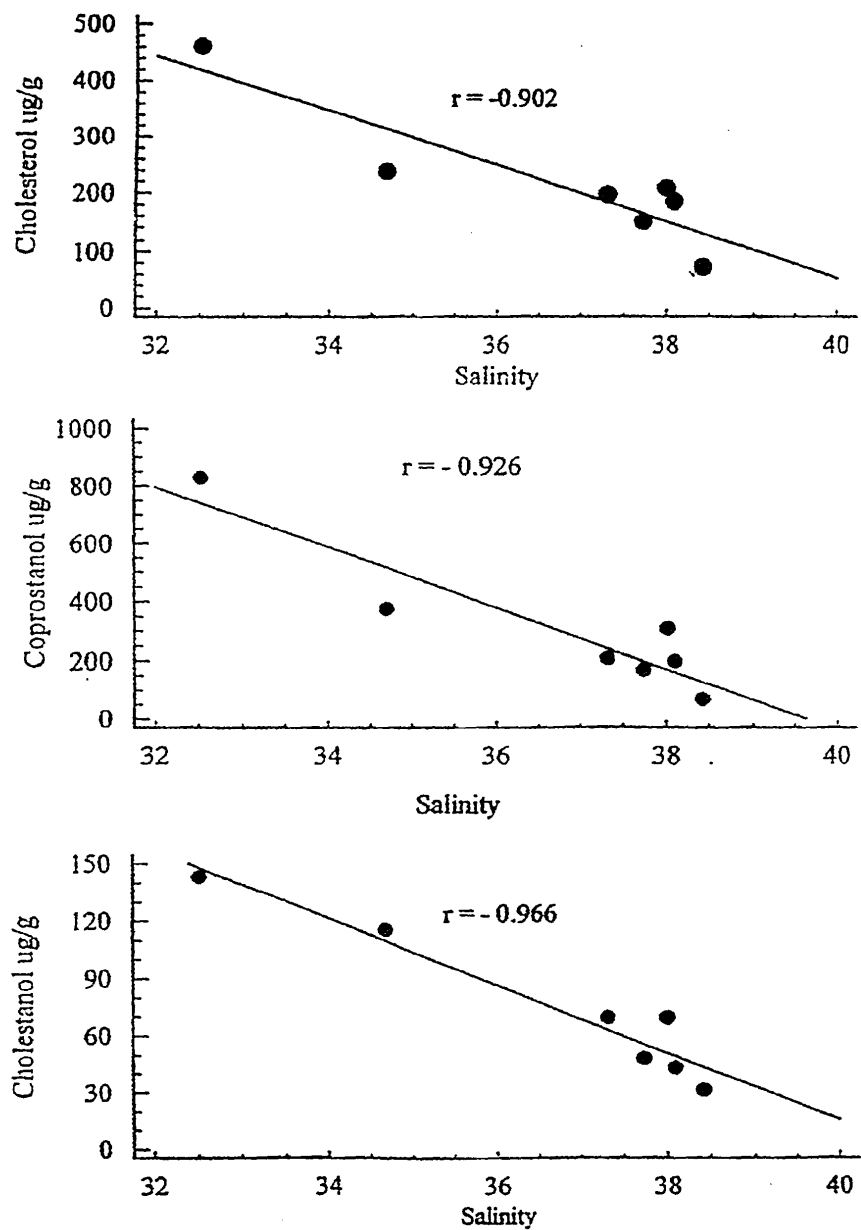 500
400
300
200
100
0
Cholesterol ug/g
r = -0.902
32 34 36 38 40
Salinity
1000
800
600
400
200
0
Coprostanol ug/g
r = - 0.926
32 34 36 38 40
Salinity
150
120
90
60
30
0
Cholestanol ug/g
r = - 0.966
32 34 36 38 40
Salinity